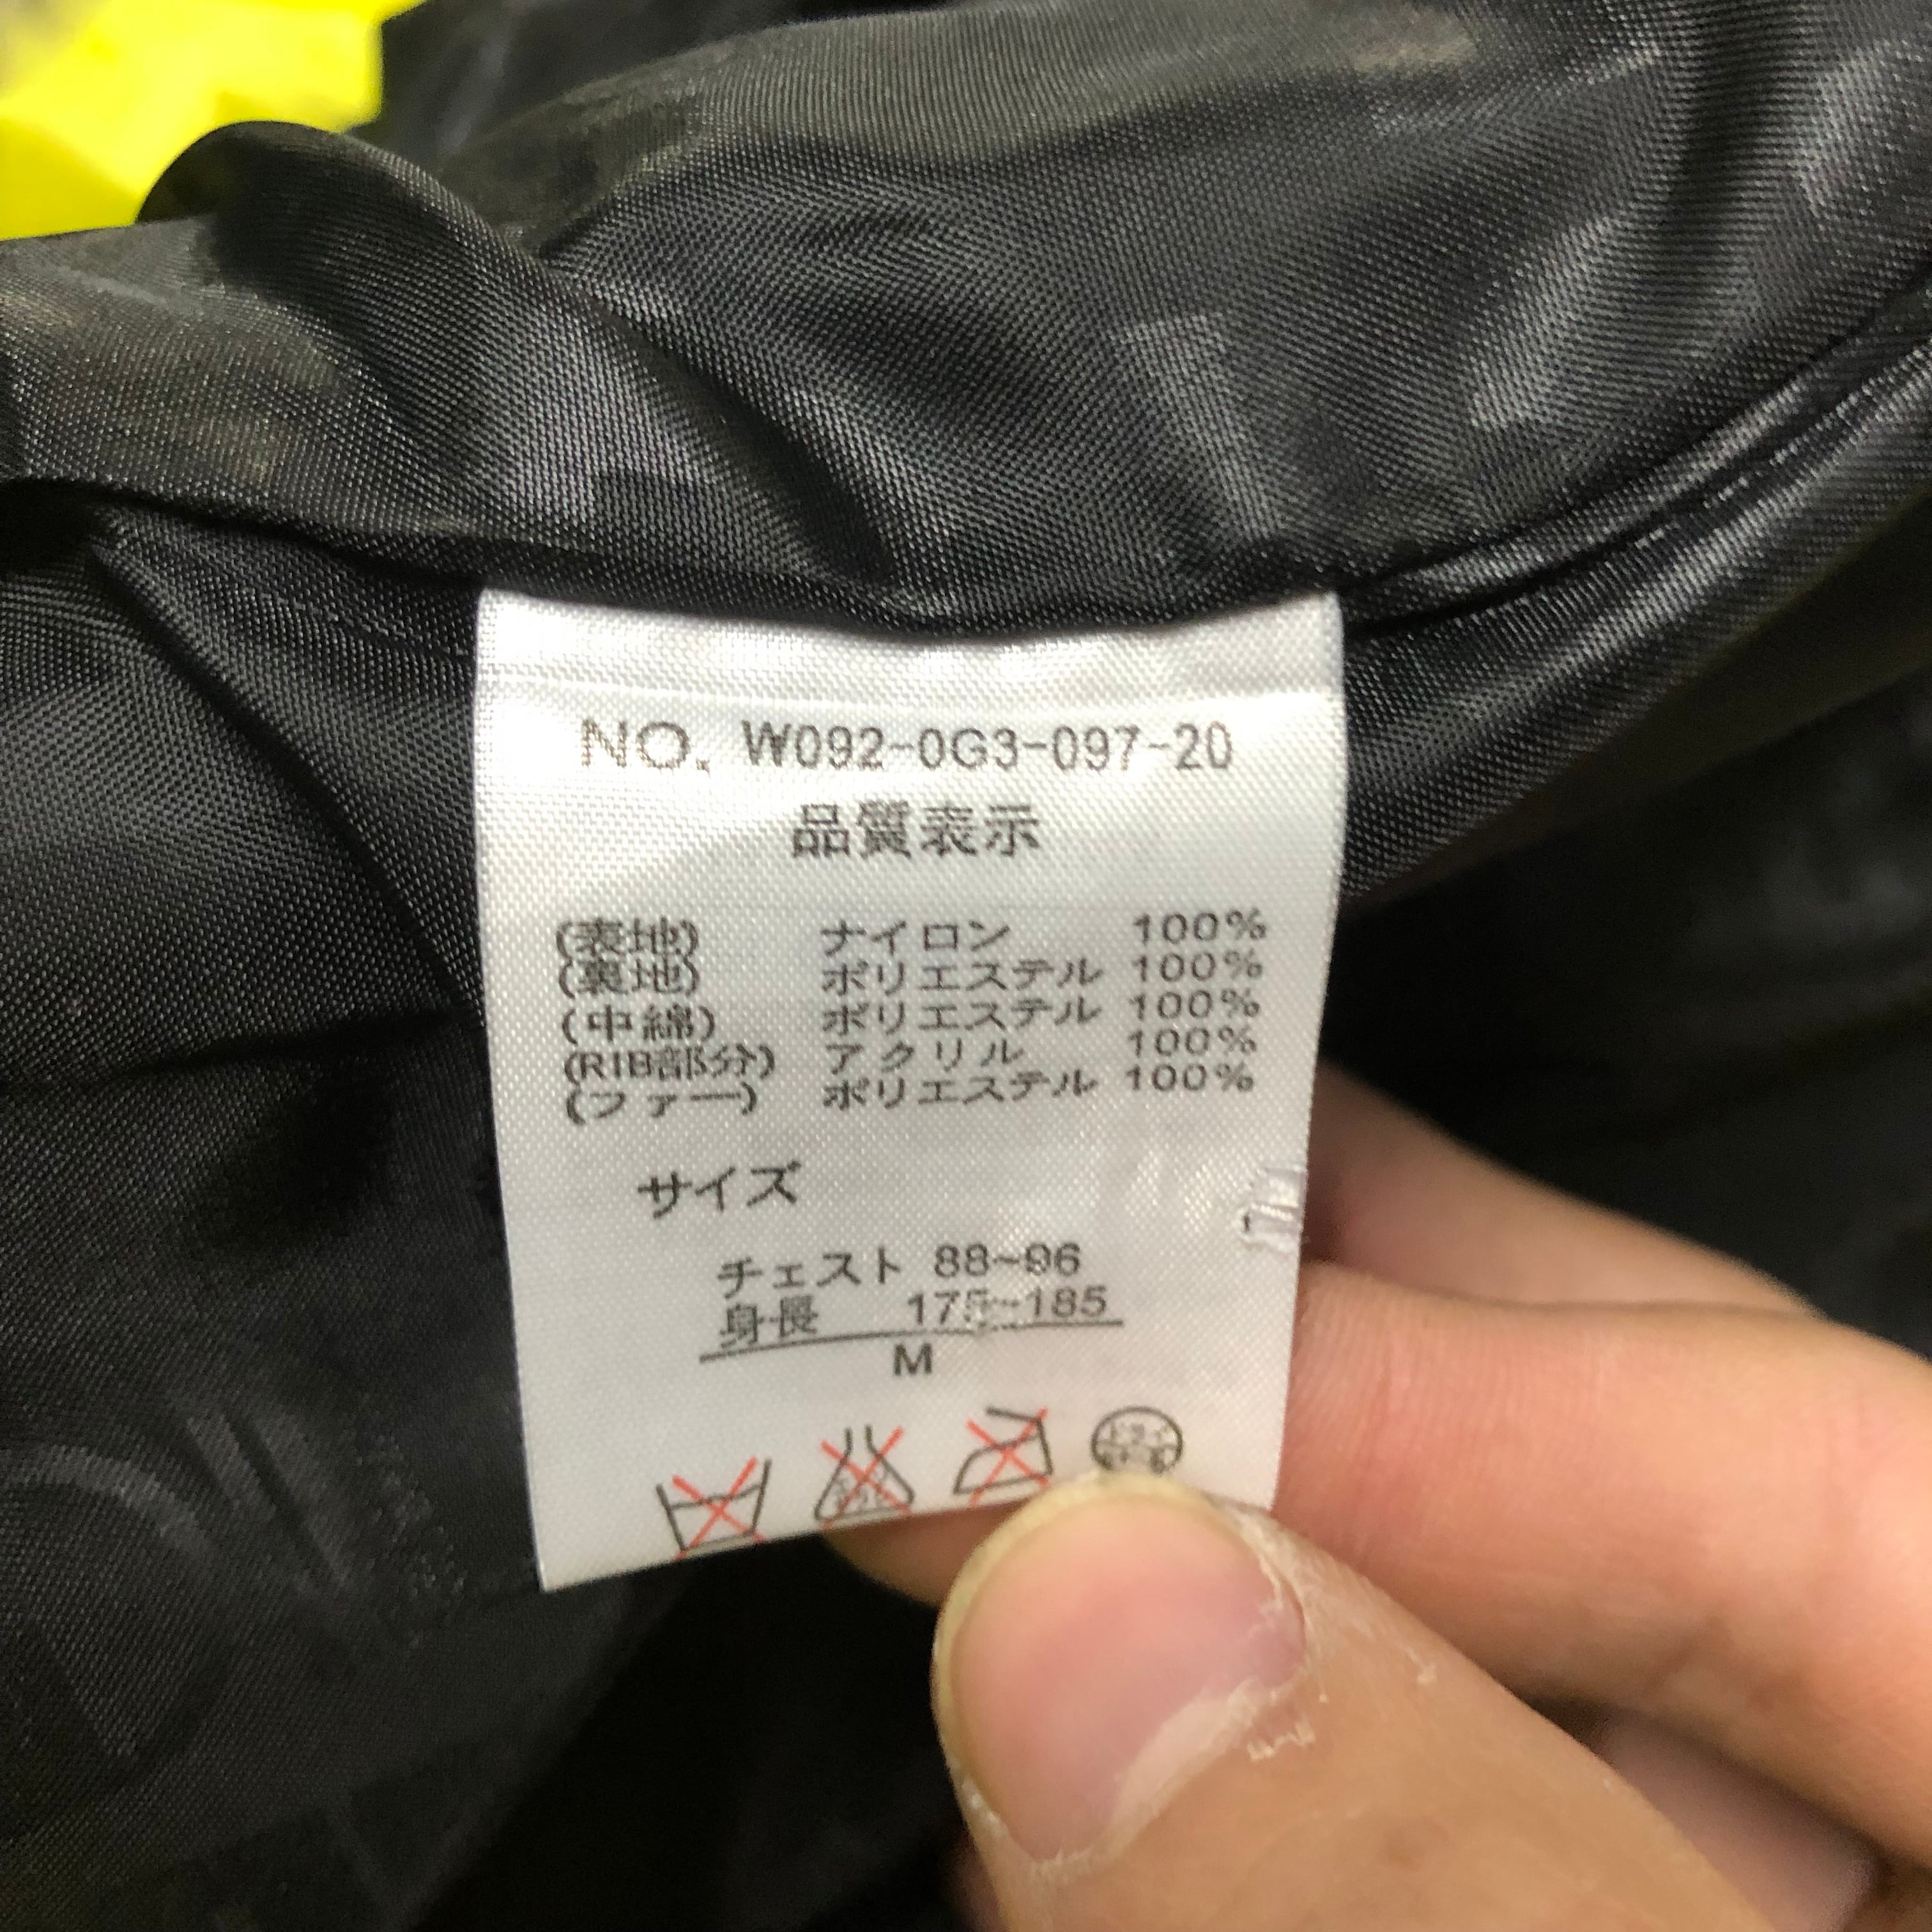 NO. W092-0G3-097-20
品質表示
(表地) ナイロン 100%
(裏地) ポリエステル 100%
(中綿) ポリエステル 100%
(RIB部分) アクリル 100%
(ファー) ポリエステル 100%
サイズ
チェスト 88~96
身長 175~185
M